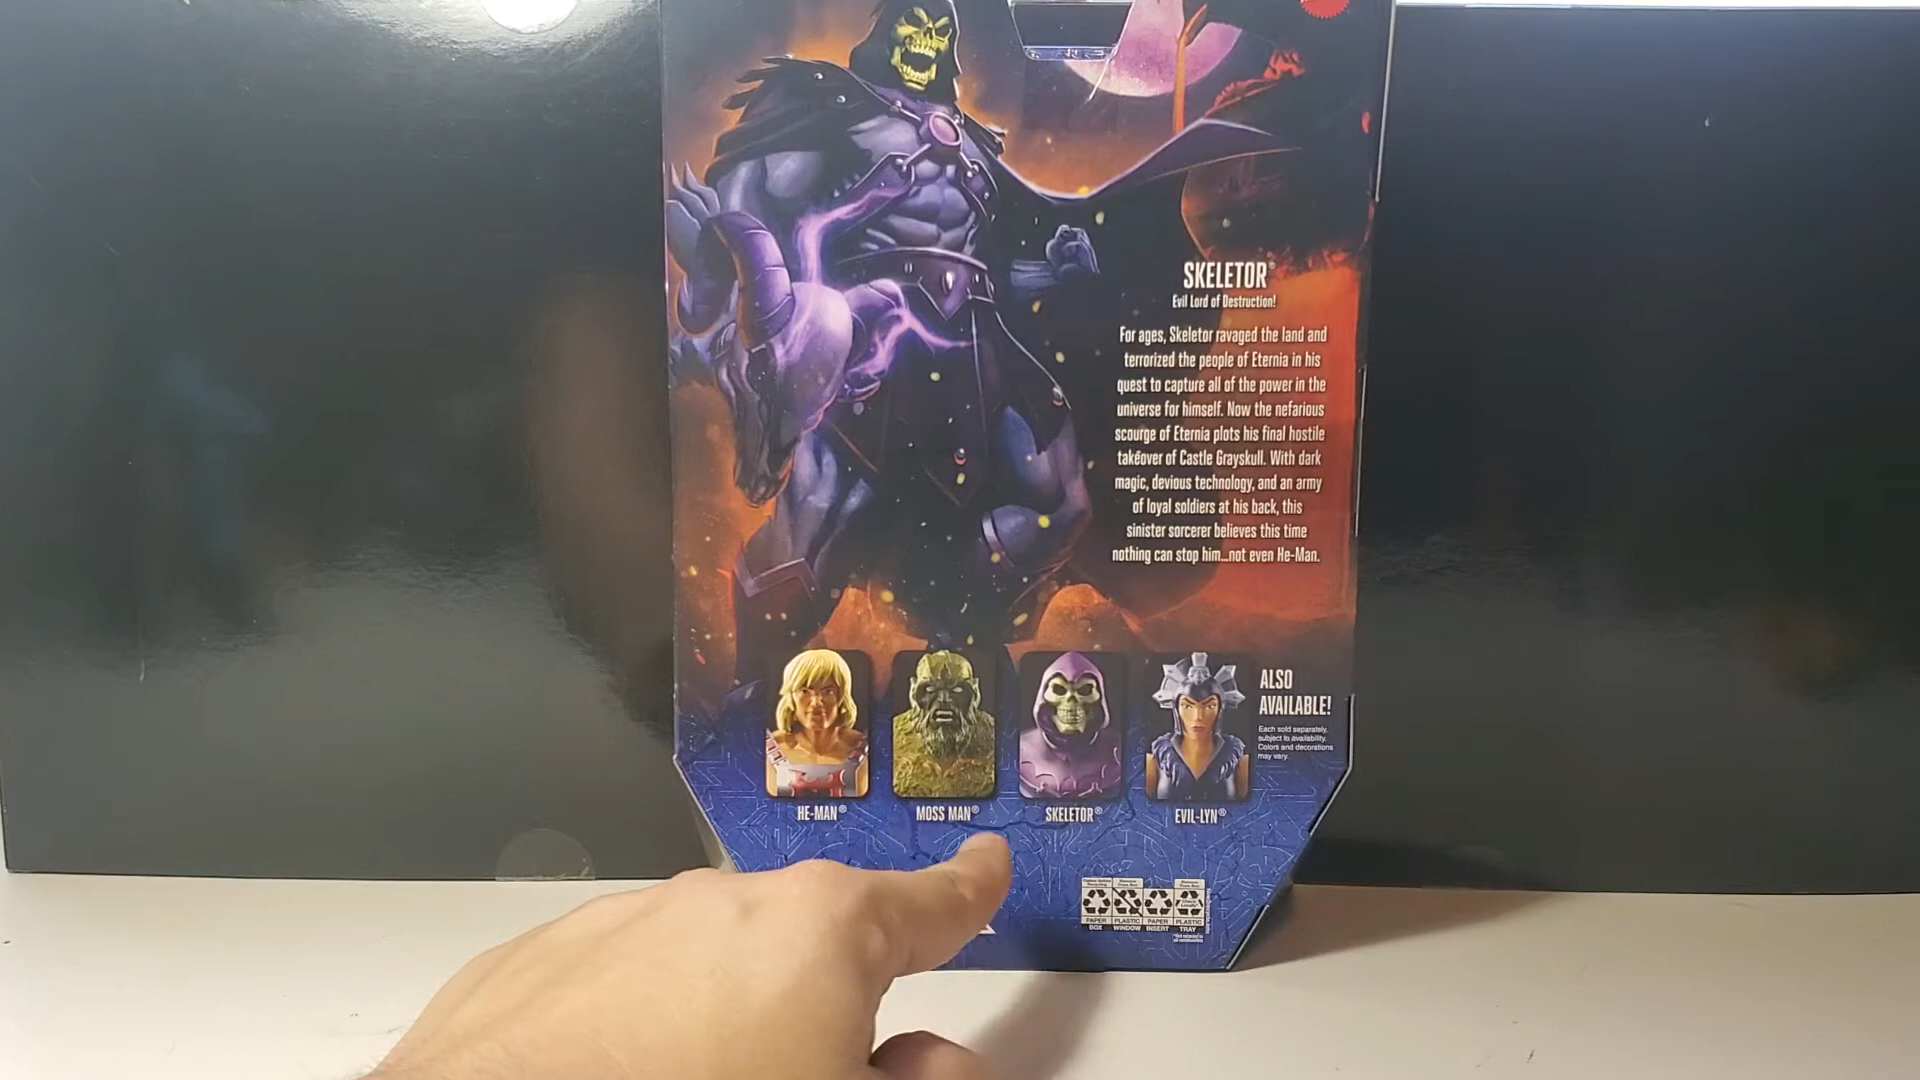 SKELETOR®
Evil Lord of Destruction!
For ages, Skeletor ravaged the land and
terrorized the people of Eternia in his
quest to capture all of the power in the
universe for himself. Now the nefarious
scourge of Eternia plots his final hostile
takeover of Castle Grayskull. With dark
magic, devious technology, and an army
of loyal soldiers at his back, this
sinister sorcerer believes this time
nothing can stop him...not even He-Man.
ALSO
AVAILABLE!
Each sold separately,
subject to availability.
Colors and decorations
may vary.
HE-MAN® MOSS MAN® SKELETOR® EVIL-LYN®
PAPER PLASTIC PAPER PLASTIC
BOX WINDOW INSERT TRAY